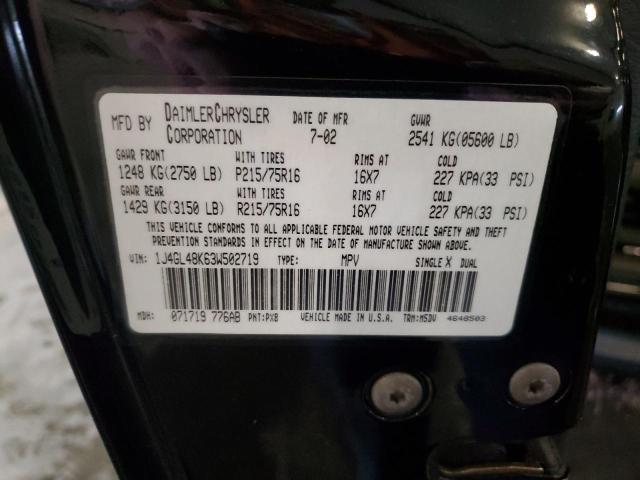 MFD BY DAIMLERCHRYSLER CORPORATION DATE OF MFR 7-02 GVWR 2541 KG(05600 LB)
GAWR FRONT WITH TIRES RIMS AT COLD
1248 KG(2750 LB) P215/75R16 16X7 227 KPA(33 PSI)
GAWR REAR WITH TIRES RIMS AT COLD
1429 KG(3150 LB) R215/75R16 16X7 227 KPA(33 PSI)
THIS VEHICLE CONFORMS TO ALL APPLICABLE FEDERAL MOTOR VEHICLE SAFETY AND THEFT
PREVENTION STANDARDS IN EFFECT ON THE DATE OF MANUFACTURE SHOWN ABOVE.
VIN: 1J4GL48K63W502719 TYPE: MPV SINGLE X DUAL
MDH: 071719 776AB PNT:PXB VEHICLE MADE IN U.S.A. TRM:MSDV 4648503